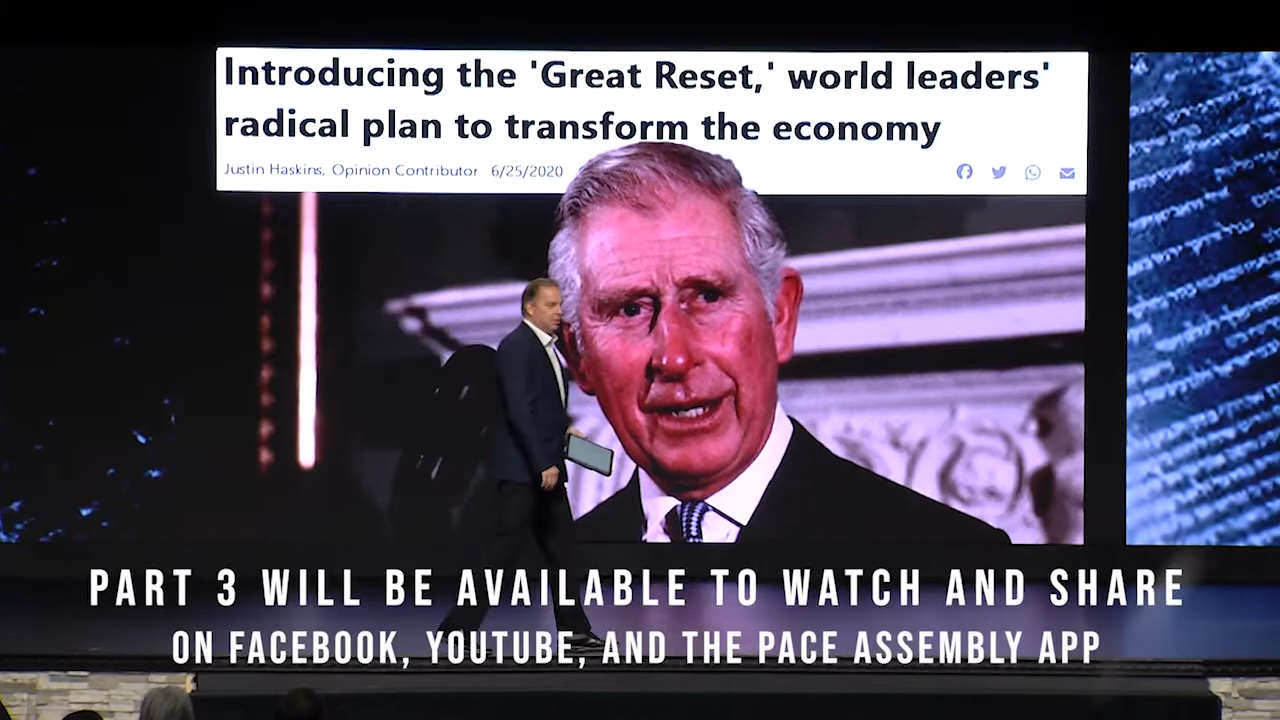 Introducing the 'Great Reset,' world leaders'
radical plan to transform the economy
Justin Haskins, Opinion Contributor 6/25/2020
PART 3 WILL BE AVAILABLE TO WATCH AND SHARE
ON FACEBOOK, YOUTUBE, AND THE PACE ASSEMBLY APP